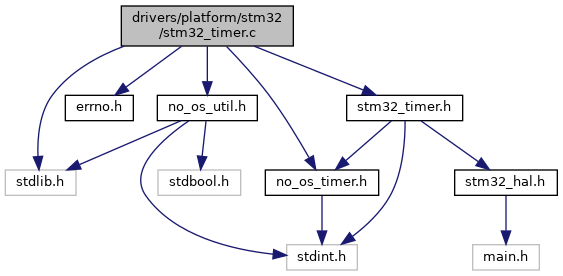 drivers/platform/stm32
/stm32_timer.c
errno.h
no_os_util.h
stm32_timer.h
stdlib.h
stdbool.h
no_os_timer.h
stm32_hal.h
stdint.h
main.h